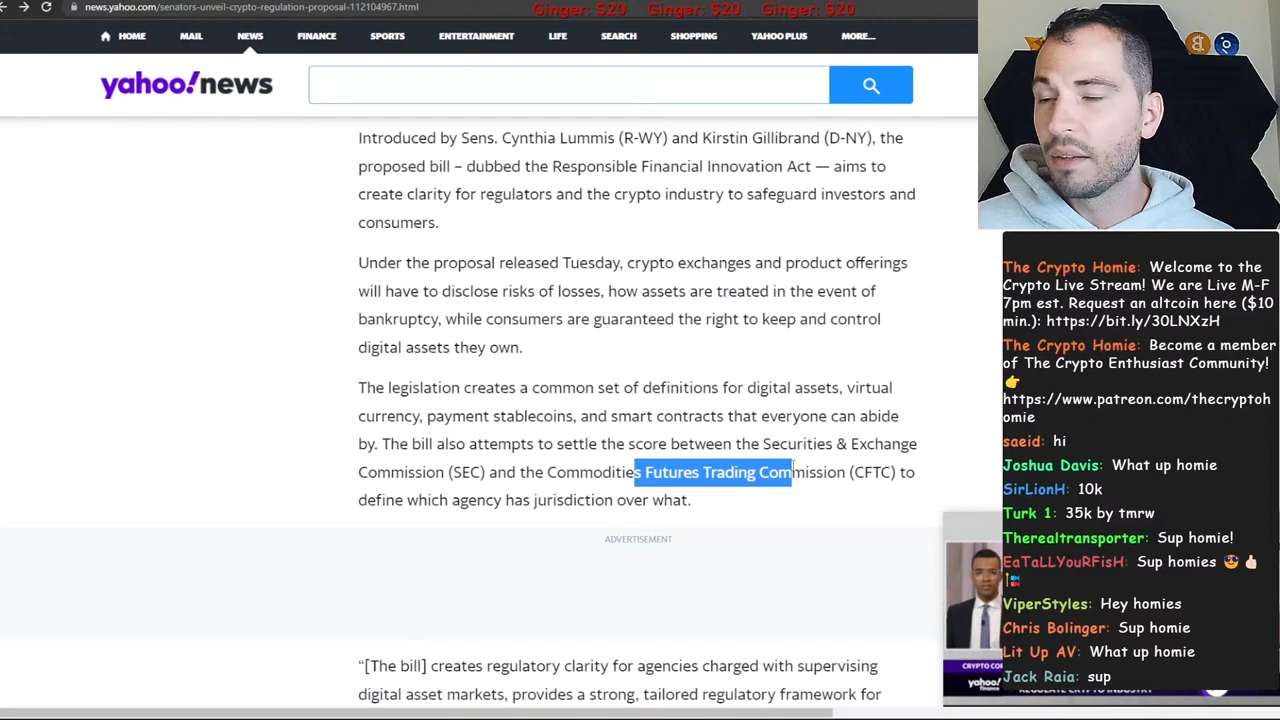 news.yahoo.com/senators-unveil-crypto-regulation-proposal-112104967.html
Ginger: $20 Ginger: $20 Ginger: $20
HOME MAIL NEWS FINANCE SPORTS ENTERTAINMENT LIFE SEARCH SHOPPING YAHOO PLUS MORE...
yahoo!news
Introduced by Sens. Cynthia Lummis (R-WY) and Kirstin Gillibrand (D-NY), the
proposed bill – dubbed the Responsible Financial Innovation Act — aims to
create clarity for regulators and the crypto industry to safeguard investors and
consumers.
Under the proposal released Tuesday, crypto exchanges and product offerings
will have to disclose risks of losses, how assets are treated in the event of
bankruptcy, while consumers are guaranteed the right to keep and control
digital assets they own.
The legislation creates a common set of definitions for digital assets, virtual
currency, payment stablecoins, and smart contracts that everyone can abide
by. The bill also attempts to settle the score between the Securities & Exchange
Commission (SEC) and the Commodities Futures Trading Commission (CFTC) to
define which agency has jurisdiction over what.
ADVERTISEMENT
“[The bill] creates regulatory clarity for agencies charged with supervising
digital asset markets, provides a strong, tailored regulatory framework for
The Crypto Homie: Welcome to the
Crypto Live Stream! We are Live M-F
7pm est. Request an altcoin here ($10
min.): https://bit.ly/30LNXzH
The Crypto Homie: Become a member
of The Crypto Enthusiast Community!
👉
https://www.patreon.com/thecryptoh
omie
saeid: hi
Joshua Davis: What up homie
SirLionH: 10k
Turk 1: 35k by tmrw
Therealtransporter: Sup homie!
EaTaLLYouRFisH: Sup homies
ViperStyles: Hey homies
Chris Bolinger: Sup homie
Lit Up AV: What up homie
Jack Raia: sup
yahoo!
finance